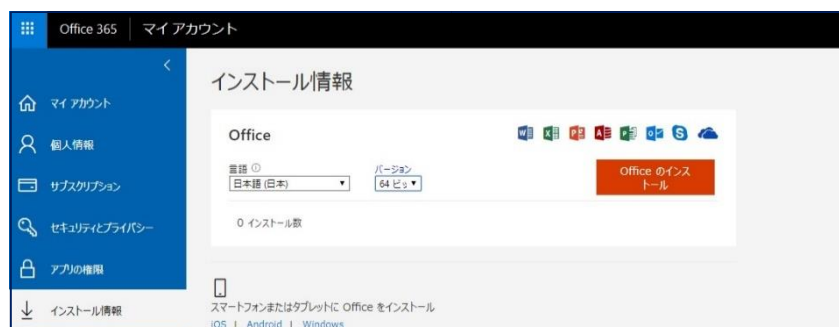 Office 365 マイ アカウント
マイ アカウント
個人情報
サブスクリプション
セキュリティとプライバシー
アプリの権限
インストール情報
インストール情報
Office
言語
日本語 (日本)
バージョン
64 ビッ
Office のインス
トール
0 インストール数
スマートフォンまたはタブレットに Office をインストール
iOS | Android | Windows